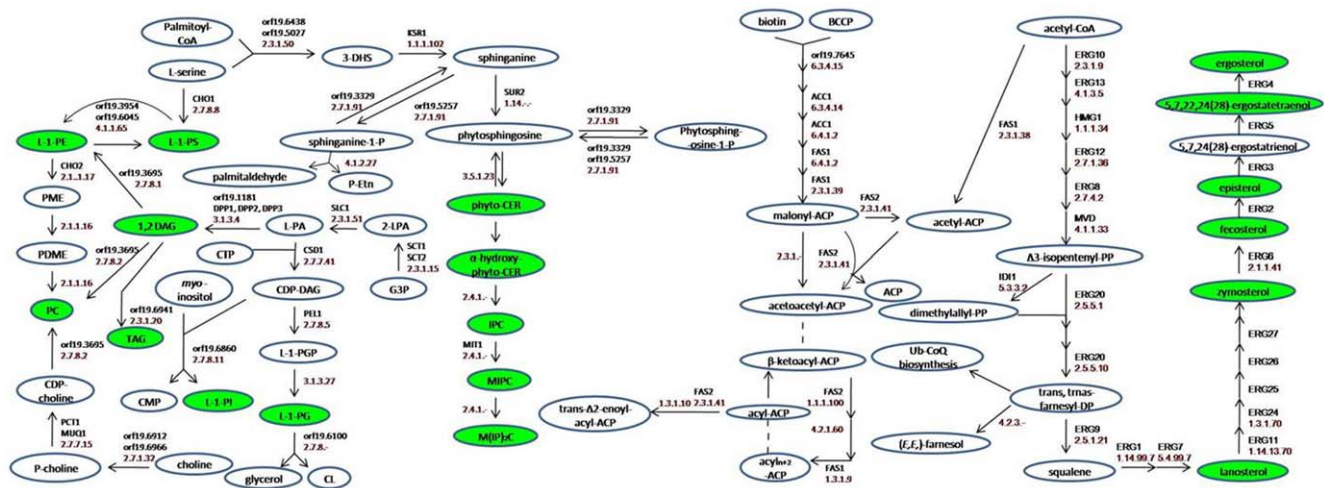 Palmitoyl-
CoA
L-serine
orf19.6438
orf19.5027
2.3.1.50
3-DHS
KSR1
1.1.1.102
sphinganine
CHO1
2.7.8.8
orf19.3954
orf19.6045
4.1.1.65
L-1-PE
L-1-PS
CHO2
2.1..1.17
PME
2.1.1.16
PDME
2.1.1.16
PC
orf19.3695
2.7.8.1
1,2 DAG
orf19.3695
2.7.8.2
orf19.6941
2.3.1.20
TAG
orf19.3695
2.7.8.2
CDP-
choline
PCT1
MUQ1
2.7.7.15
P-choline
orf19.6912
orf19.6966
2.7.1.32
choline
orf19.3329
2.7.1.91
orf19.5257
2.7.1.91
SUR2
1.14.-.-
sphinganine-1-P
4.1.2.27
palmitaldehyde
P-Etn
orf19.1181
DPP1, DPP2, DPP3
3.1.3.4
L-PA
SLC1
2.3.1.51
2-LPA
SCT1
SCT2
2.3.1.15
G3P
CTP
CSD1
2.7.7.41
myo-
inositol
CDP-DAG
PEL1
2.7.8.5
L-1-PGP
3.1.3.27
L-1-PG
orf19.6860
2.7.8.11
CMP
L-1-PI
orf19.6100
2.7.8.-
glycerol
CL
phytosphingosine
orf19.3329
2.7.1.91
orf19.3329
orf19.5257
2.7.1.91
Phytosphing-
osine-1-P
3.5.1.23
phyto-CER
α-hydroxy-
phyto-CER
2.4.1.-
IPC
MIT1
2.4.1.-
MIPC
2.4.1.-
M(IP)2C
biotin
BCCP
orf19.7645
6.3.4.15
ACC1
6.3.4.14
ACC1
6.4.1.2
FAS1
6.4.1.2
FAS1
2.3.1.39
malonyl-ACP
FAS2
2.3.1.41
acetyl-ACP
2.3.1.-
FAS2
2.3.1.41
ACP
acetoacetyl-ACP
β-ketoacyl-ACP
FAS2
1.3.1.10 2.3.1.41
trans-Δ2-enoyl-
acyl-ACP
acyl-ACP
FAS2
1.1.1.100
4.2.1.60
acyln+2
-ACP
FAS1
1.3.1.9
acetyl-CoA
FAS1
2.3.1.38
ERG10
2.3.1.9
ERG13
4.1.3.5
HMG1
1.1.1.34
ERG12
2.7.1.36
ERG8
2.7.4.2
MVD
4.1.1.33
Δ3-isopentenyl-PP
IDI1
5.3.3.2
dimethylallyl-PP
ERG20
2.5.5.1
ERG20
2.5.5.10
Ub-CoQ
biosynthesis
trans, trnas-
farnesyl-DP
4.2.3.-
(E,E,)-farnesol
ERG9
2.5.1.21
squalene
ERG1
1.14.99.7
ERG7
5.4.99.7
lanosterol
ERG11
1.14.13.70
ERG24
1.3.1.70
ERG25
ERG26
ERG27
zymosterol
ERG6
2.1.1.41
fecosterol
ERG2
episterol
ERG3
5,7,24(28)-ergostatrienol
ERG5
5,7,22,24(28)-ergostatetraenol
ERG4
ergosterol